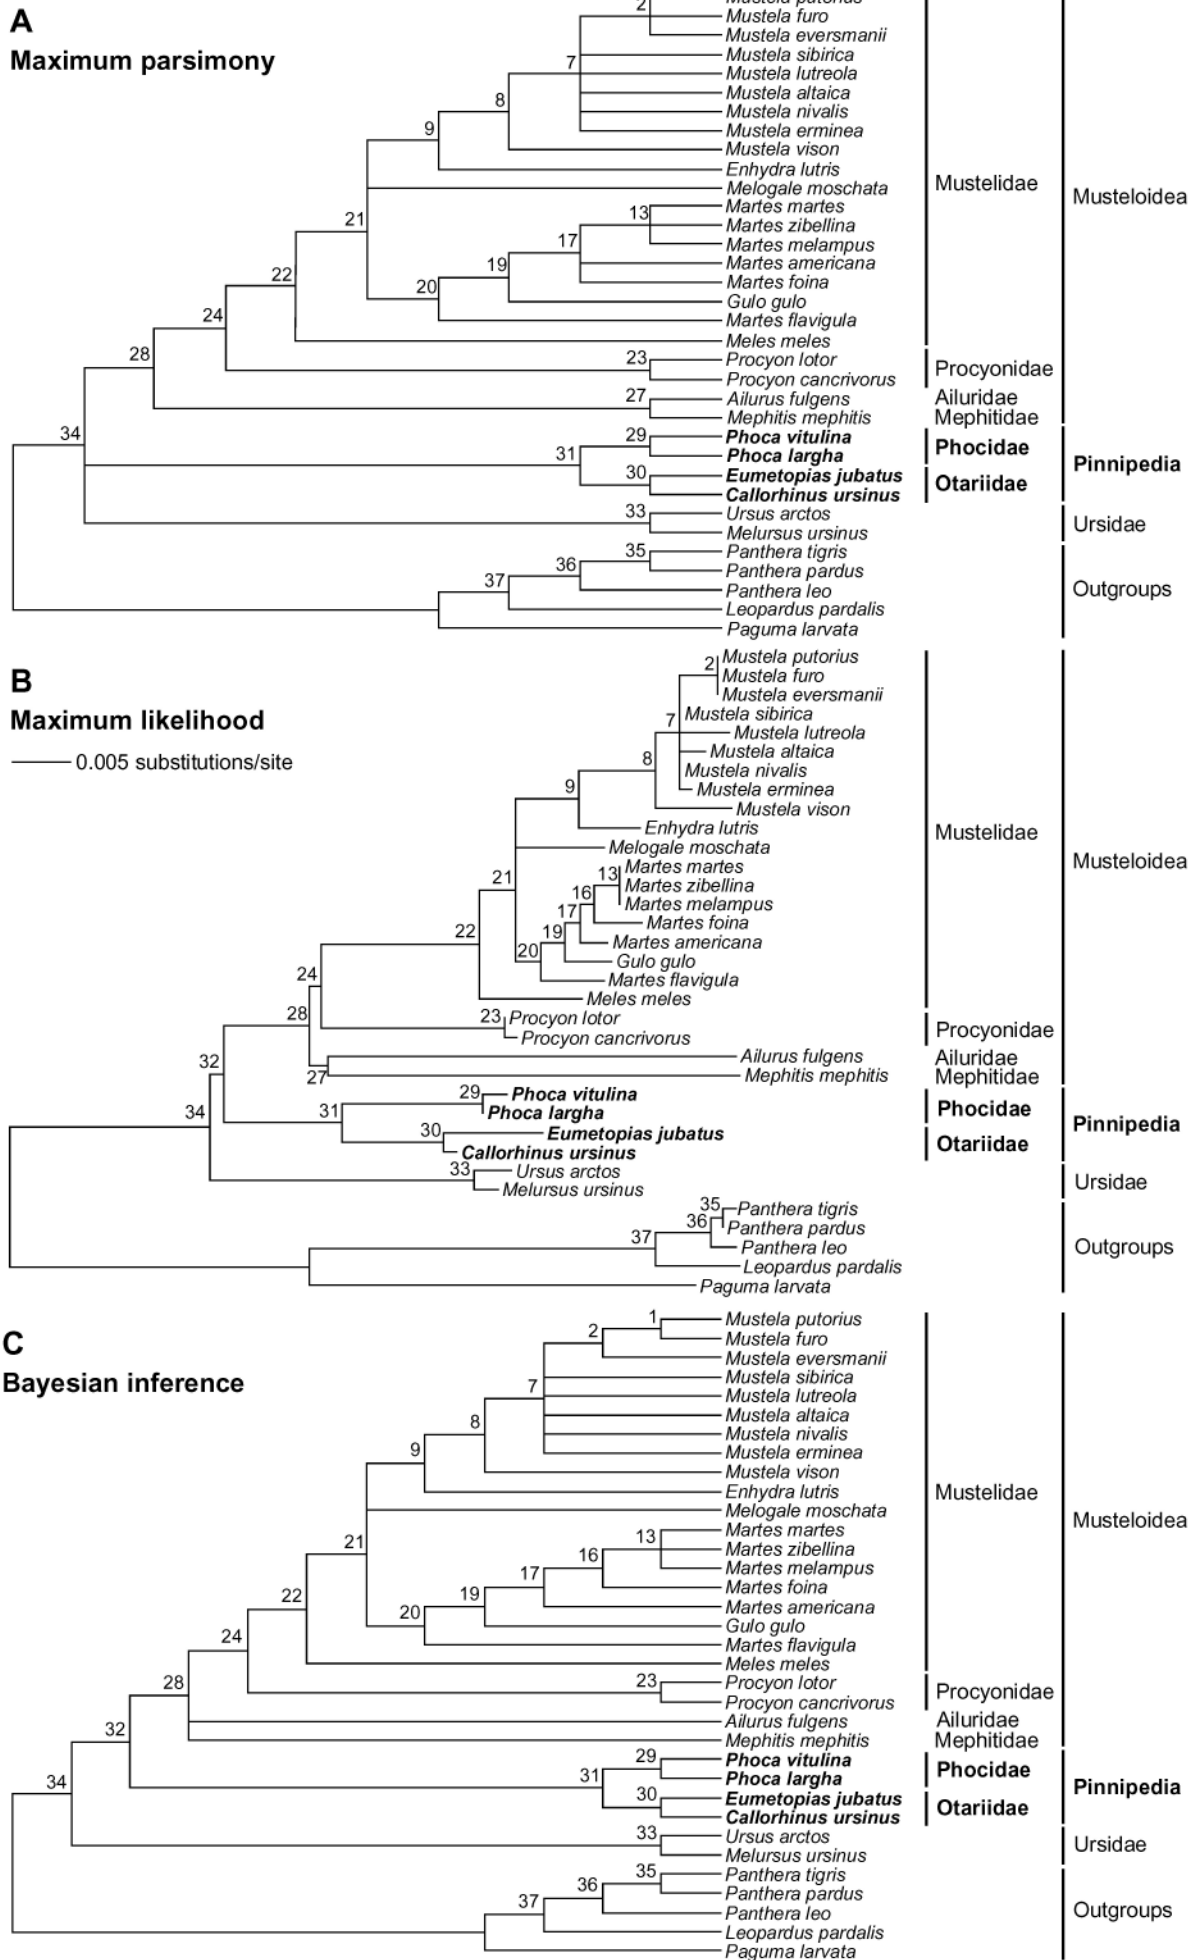 A
Maximum parsimony
2
Mustela furo
Mustela eversmanii
Mustela sibirica
7
Mustela lutreola
Mustela altaica
8
Mustela nivalis
9
Mustela erminea
Mustela vison
Enhydra lutris
Mustelidae
Melogale moschata
Musteloidea
Martes martes
13
21
Martes zibellina
17
Martes melampus
19
Martes americana
22
20
Martes foina
Gulo gulo
24
Martes flavigula
Meles meles
28
23
Procyon lotor
Procyonidae
Procyon cancrivorus
27
Ailurus fulgens
Ailuridae
Mephitis mephitis
Mephitidae
34
29
Phoca vitulina
Phocidae
31
Phoca largha
Pinnipedia
30
Eumetopias jubatus
Otariidae
Callorhinus ursinus
33
Ursus arctos
Ursidae
Melursus ursinus
35
Panthera tigris
36
Panthera pardus
37
Panthera leo
Outgroups
Leopardus pardalis
Paguma larvata
B
Maximum likelihood
0.005 substitutions/site
2
Mustela putorius
Mustela furo
Mustela eversmanii
7
Mustela sibirica
Mustela lutreola
8
Mustela altaica
Mustela nivalis
9
Mustela erminea
Mustela vison
Enhydra lutris
Mustelidae
Melogale moschata
Musteloidea
21
13
Martes martes
16
Martes zibellina
17
Martes melampus
22
19
Martes foina
20
Martes americana
Gulo gulo
24
Martes flavigula
Meles meles
28
23
Procyon lotor
Procyonidae
Procyon cancrivorus
32
Ailurus fulgens
Ailuridae
27
Mephitis mephitis
Mephitidae
34
29
Phoca vitulina
Phocidae
31
Phoca largha
Pinnipedia
30
Eumetopias jubatus
Otariidae
Callorhinus ursinus
33
Ursus arctos
Ursidae
Melursus ursinus
35
Panthera tigris
36
Panthera pardus
37
Panthera leo
Outgroups
Leopardus pardalis
Paguma larvata
C
Bayesian inference
1
Mustela putorius
2
Mustela furo
Mustela eversmanii
7
Mustela sibirica
Mustela lutreola
8
Mustela altaica
9
Mustela nivalis
Mustela erminea
Mustela vison
Enhydra lutris
Mustelidae
Melogale moschata
Musteloidea
21
13
Martes martes
16
Martes zibellina
17
Martes melampus
22
19
Martes foina
20
Martes americana
24
Gulo gulo
Martes flavigula
Meles meles
28
23
Procyon lotor
Procyonidae
Procyon cancrivorus
32
Ailurus fulgens
Ailuridae
Mephitis mephitis
Mephitidae
34
29
Phoca vitulina
Phocidae
31
Phoca largha
Pinnipedia
30
Eumetopias jubatus
Otariidae
Callorhinus ursinus
33
Ursus arctos
Ursidae
Melursus ursinus
35
Panthera tigris
36
Panthera pardus
37
Panthera leo
Outgroups
Leopardus pardalis
Paguma larvata